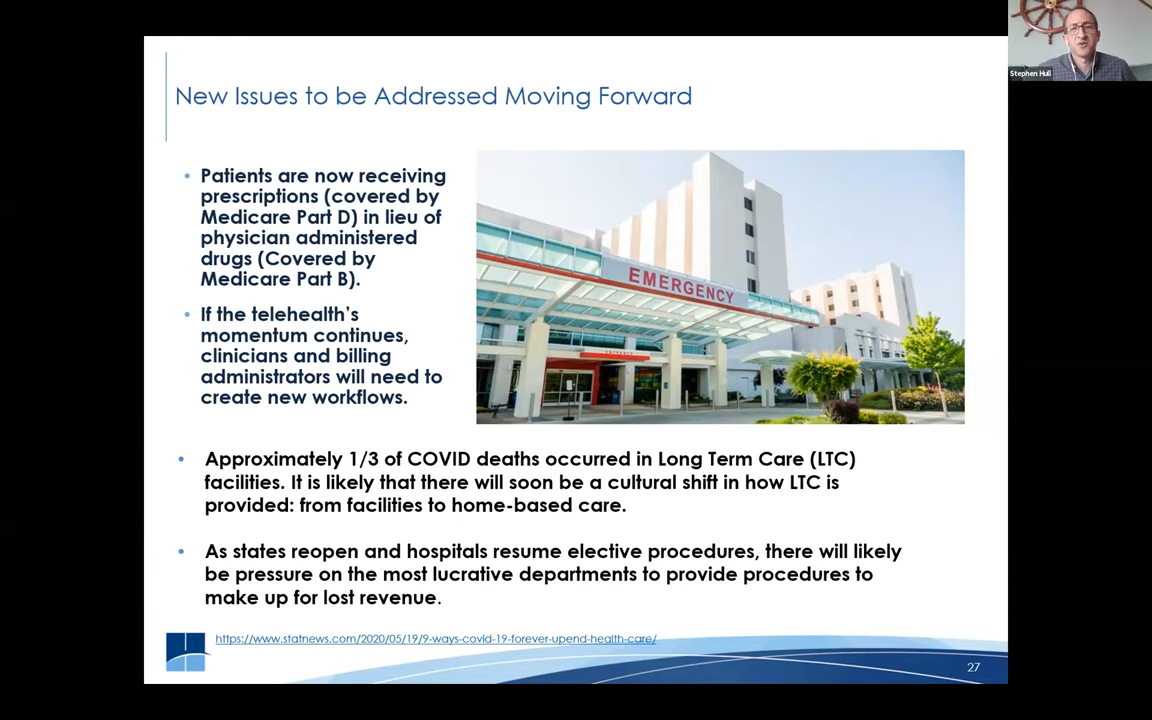 Stephen Hull
New Issues to be Addressed Moving Forward
• Patients are now receiving
prescriptions (covered by
Medicare Part D) in lieu of
physician administered
drugs (Covered by
Medicare Part B).
• If the telehealth's
momentum continues,
clinicians and billing
administrators will need to
create new workflows.
EMERGENCY
ENTRANCE
• Approximately 1/3 of COVID deaths occurred in Long Term Care (LTC)
facilities. It is likely that there will soon be a cultural shift in how LTC is
provided: from facilities to home-based care.
• As states reopen and hospitals resume elective procedures, there will likely
be pressure on the most lucrative departments to provide procedures to
make up for lost revenue.
https://www.statnews.com/2020/05/19/9-ways-covid-19-forever-upend-health-care/
27